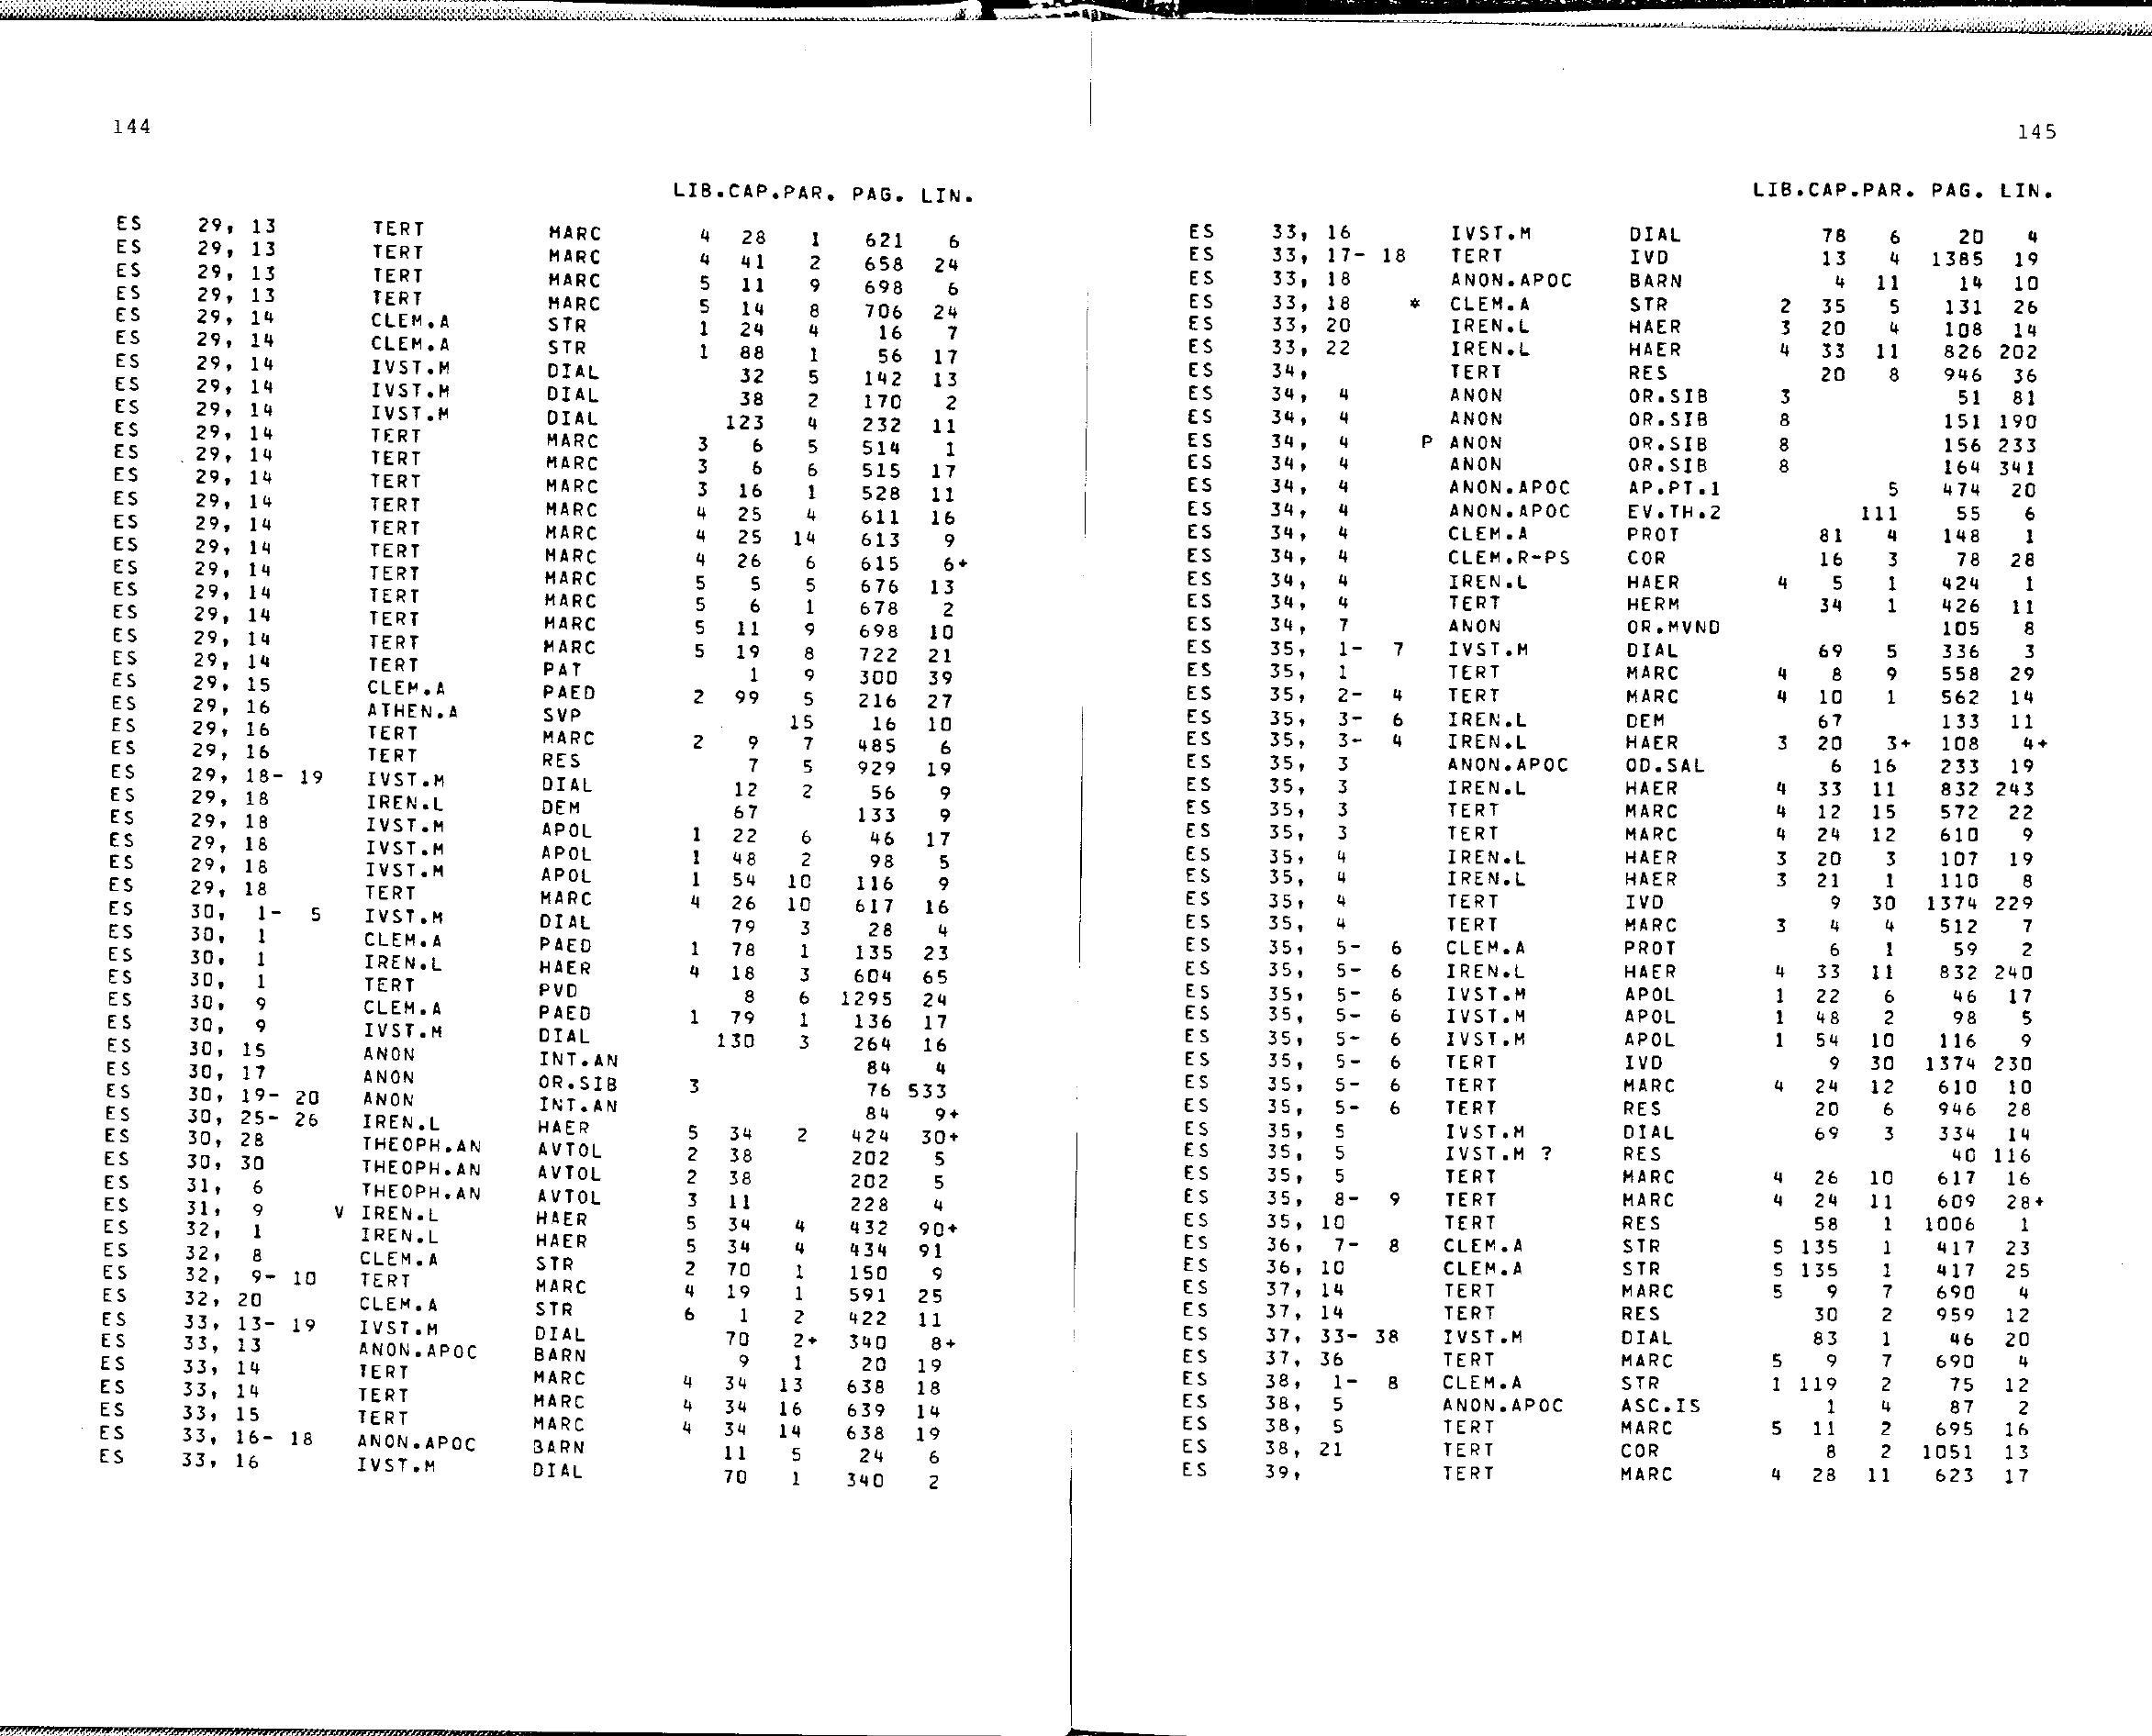 144
LIB.CAP.PAR. PAG. LIN.
ES 29, 13 TERT MARC 4 28 1 621 6
ES 29, 13 TERT MARC 4 41 2 658 24
ES 29, 13 TERT MARC 5 11 9 698 6
ES 29, 13 TERT MARC 5 14 8 706 24
ES 29, 14 CLEM.A STR 1 24 4 16 7
ES 29, 14 CLEM.A STR 1 88 1 56 17
ES 29, 14 IVST.M DIAL 32 5 142 13
ES 29, 14 IVST.M DIAL 38 2 170 2
ES 29, 14 IVST.M DIAL 123 4 232 11
ES 29, 14 TERT MARC 3 6 5 514 1
ES 29, 14 TERT MARC 3 6 6 515 17
ES 29, 14 TERT MARC 3 16 1 528 11
ES 29, 14 TERT MARC 4 25 4 611 16
ES 29, 14 TERT MARC 4 25 14 613 9
ES 29, 14 TERT MARC 4 26 6 615 6+
ES 29, 14 TERT MARC 5 5 5 676 13
ES 29, 14 TERT MARC 5 6 1 678 2
ES 29, 14 TERT MARC 5 11 9 698 10
ES 29, 14 TERT MARC 5 19 8 722 21
ES 29, 14 TERT PAT 1 9 300 39
ES 29, 15 CLEM.A PAED 2 99 5 216 27
ES 29, 16 ATHEN.A SVP 15 16 10
ES 29, 16 TERT MARC 2 9 7 485 6
ES 29, 16 TERT RES 7 5 929 19
ES 29, 18- 19 IVST.M DIAL 12 2 56 9
ES 29, 18 IREN.L DEM 67 133 9
ES 29, 18 IVST.M APOL 1 22 6 46 17
ES 29, 18 IVST.M APOL 1 48 2 98 5
ES 29, 18 IVST.M APOL 1 54 10 116 9
ES 29, 18 TERT MARC 4 26 10 617 16
ES 30, 1- 5 IVST.M DIAL 79 3 28 4
ES 30, 1 CLEM.A PAED 1 78 1 135 23
ES 30, 1 IREN.L HAER 4 18 3 604 65
ES 30, 1 TERT PVD 8 6 1295 24
ES 30, 9 CLEM.A PAED 1 79 1 136 17
ES 30, 9 IVST.M DIAL 130 3 264 16
ES 30, 15 ANON INT.AN 84 4
ES 30, 17 ANON OR.SIB 3 76 533
ES 30, 19- 20 ANON INT.AN 84 9+
ES 30, 25- 26 IREN.L HAER 5 34 2 424 30+
ES 30, 28 THEOPH.AN AVTOL 2 38 202 5
ES 30, 30 THEOPH.AN AVTOL 2 38 202 5
ES 31, 6 THEOPH.AN AVTOL 3 11 228 4
ES 31, 9 V IREN.L HAER 5 34 4 432 90+
ES 32, 1 IREN.L HAER 5 34 4 434 91
ES 32, 8 CLEM.A STR 2 70 1 150 9
ES 32, 9- 10 TERT MARC 4 19 1 591 25
ES 32, 20 CLEM.A STR 6 1 2 422 11
ES 33, 13- 19 IVST.M DIAL 70 2+ 340 8+
ES 33, 13 ANON.APOC BARN 9 1 20 19
ES 33, 14 TERT MARC 4 34 13 638 18
ES 33, 14 TERT MARC 4 34 16 639 14
ES 33, 15 TERT MARC 4 34 14 638 19
ES 33, 16- 18 ANON.APOC BARN 11 5 24 6
ES 33, 16 IVST.M DIAL 70 1 340 2
145
LIB.CAP.PAR. PAG. LIN.
ES 33, 16 IVST.M DIAL 78 6 20 4
ES 33, 17- 18 TERT IVD 13 4 1385 19
ES 33, 18 ANON.APOC BARN 4 11 14 10
ES 33, 18 * CLEM.A STR 2 35 5 131 26
ES 33, 20 IREN.L HAER 3 20 4 108 14
ES 33, 22 IREN.L HAER 4 33 11 826 202
ES 34, TERT RES 20 8 946 36
ES 34, 4 ANON OR.SIB 3 51 81
ES 34, 4 ANON OR.SIB 8 151 190
ES 34, 4 P ANON OR.SIB 8 156 233
ES 34, 4 ANON OR.SIB 8 164 341
ES 34, 4 ANON.APOC AP.PT.1 5 474 20
ES 34, 4 ANON.APOC EV.TH.2 111 55 6
ES 34, 4 CLEM.A PROT 81 4 148 1
ES 34, 4 CLEM.R-PS COR 16 3 78 28
ES 34, 4 IREN.L HAER 4 5 1 424 1
ES 34, 4 TERT HERM 34 1 426 11
ES 34, 7 ANON OR.MVND 105 8
ES 35, 1- 7 IVST.M DIAL 69 5 336 3
ES 35, 1 TERT MARC 4 8 9 558 29
ES 35, 2- 4 TERT MARC 4 10 1 562 14
ES 35, 3- 6 IREN.L DEM 67 133 11
ES 35, 3- 4 IREN.L HAER 3 20 3+ 108 4+
ES 35, 3 ANON.APOC OD.SAL 6 16 233 19
ES 35, 3 IREN.L HAER 4 33 11 832 243
ES 35, 3 TERT MARC 4 12 15 572 22
ES 35, 3 TERT MARC 4 24 12 610 9
ES 35, 4 IREN.L HAER 3 20 3 107 19
ES 35, 4 IREN.L HAER 3 21 1 110 8
ES 35, 4 TERT IVD 9 30 1374 229
ES 35, 4 TERT MARC 3 4 4 512 7
ES 35, 5- 6 CLEM.A PROT 6 1 59 2
ES 35, 5- 6 IREN.L HAER 4 33 11 832 240
ES 35, 5- 6 IVST.M APOL 1 22 6 46 17
ES 35, 5- 6 IVST.M APOL 1 48 2 98 5
ES 35, 5- 6 IVST.M APOL 1 54 10 116 9
ES 35, 5- 6 TERT IVD 9 30 1374 230
ES 35, 5- 6 TERT MARC 4 24 12 610 10
ES 35, 5- 6 TERT RES 20 6 946 28
ES 35, 5 IVST.M DIAL 69 3 334 14
ES 35, 5 IVST.M ? RES 40 116
ES 35, 5 TERT MARC 4 26 10 617 16
ES 35, 8- 9 TERT MARC 4 24 11 609 28+
ES 35, 10 TERT RES 58 1 1006 1
ES 36, 7- 8 CLEM.A STR 5 135 1 417 23
ES 36, 10 CLEM.A STR 5 135 1 417 25
ES 37, 14 TERT MARC 5 9 7 690 4
ES 37, 14 TERT RES 30 2 959 12
ES 37, 33- 38 IVST.M DIAL 83 1 46 20
ES 37, 36 TERT MARC 5 9 7 690 4
ES 38, 1- 8 CLEM.A STR 1 119 2 75 12
ES 38, 5 ANON.APOC ASC.IS 1 4 87 2
ES 38, 5 TERT MARC 5 11 2 695 16
ES 38, 21 TERT COR 8 2 1051 13
ES 39, TERT MARC 4 28 11 623 17